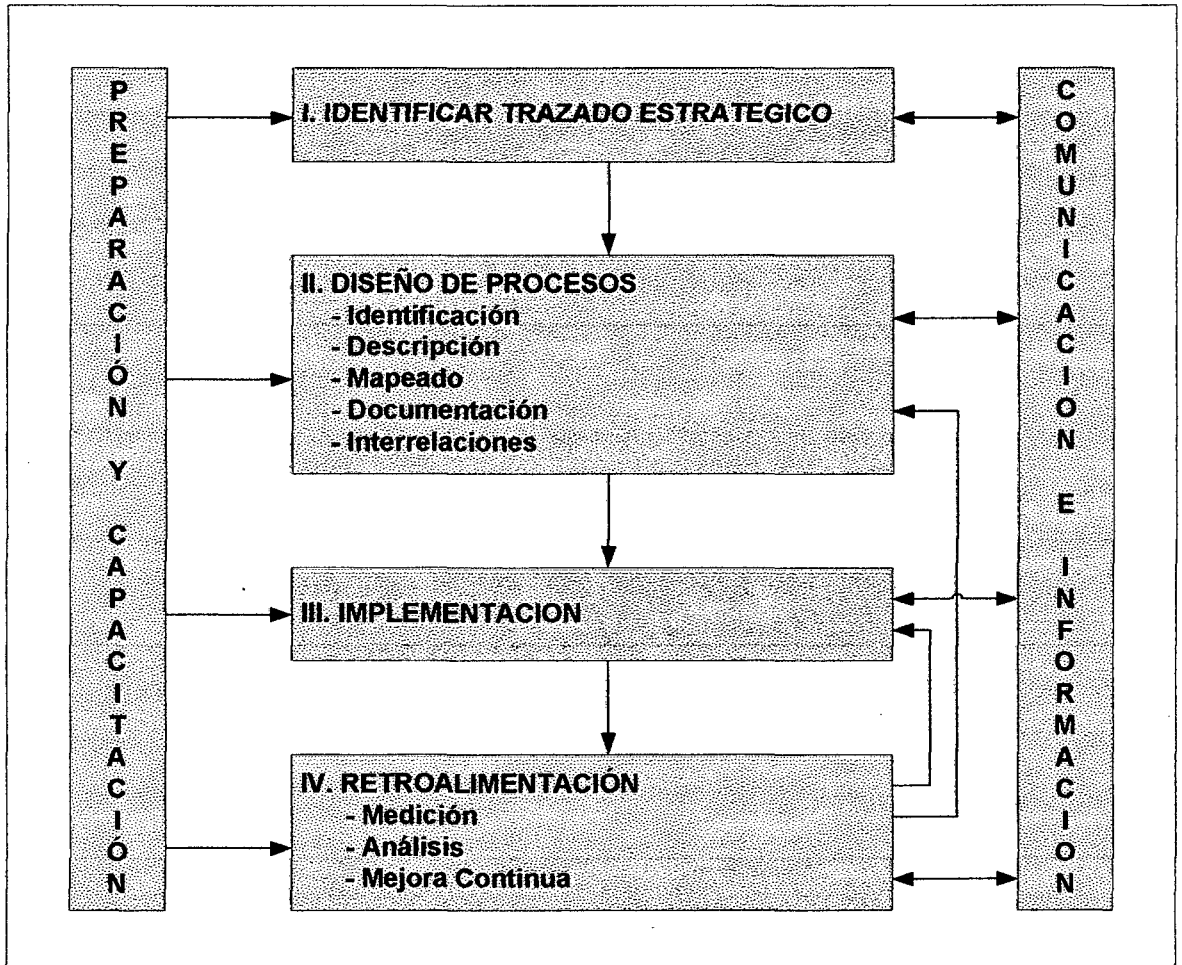 PREPARACIÓN Y CAPACITACIÓN
I. IDENTIFICAR TRAZADO ESTRATEGICO
II. DISEÑO DE PROCESOS
- Identificación
- Descripción
- Mapeado
- Documentación
- Interrelaciones
III. IMPLEMENTACION
IV. RETROALIMENTACIÓN
- Medición
- Análisis
- Mejora Continua
COMUNICACION E INFORMACION